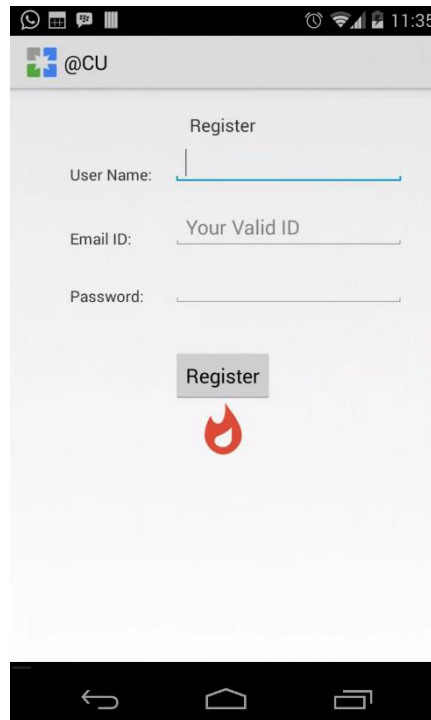 11:35
@CU
Register
User Name:
Email ID: Your Valid ID
Password:
Register